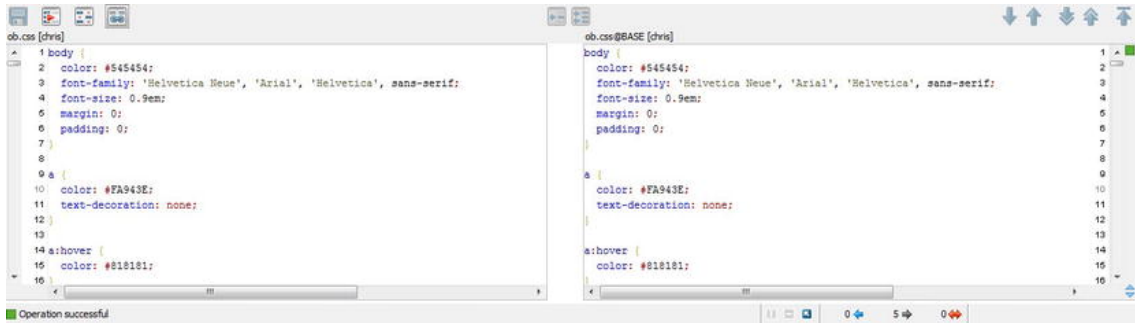 ob.css [chris]
1 body {
2 color: #545454;
3 font-family: 'Helvetica Neue', 'Arial', 'Helvetica', sans-serif;
4 font-size: 0.9em;
5 margin: 0;
6 padding: 0;
7 }
8
9 a {
10 color: #FA943E;
11 text-decoration: none;
12 }
13
14 a:hover {
15 color: #818181;
16 }
ob.css@BASE [chris]
body { 1
color: #545454; 2
font-family: 'Helvetica Neue', 'Arial', 'Helvetica', sans-serif; 3
font-size: 0.9em; 4
margin: 0; 5
padding: 0; 6
} 7
8
a { 9
color: #FA943E; 10
text-decoration: none; 11
} 12
13
a:hover { 14
color: #818181; 15
} 16
Operation successful
0 5 0